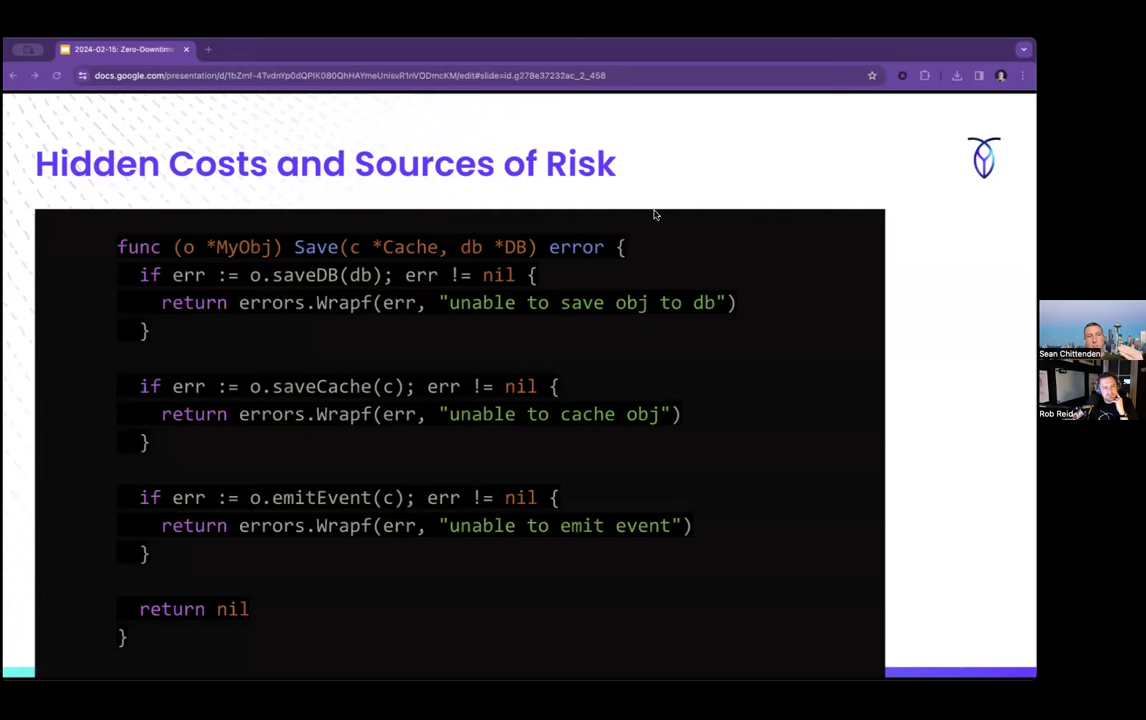 2024-02-15: Zero-Downtim
docs.google.com/presentation/d/1bZmf-4TvdnYp0dQPIK080QhHAYmeUnisvR1nVODmcKM/edit#slide=id.g278e37232ac_2_458
Hidden Costs and Sources of Risk
func (o *MyObj) Save(c *Cache, db *DB) error {
if err := o.saveDB(db); err != nil {
return errors.Wrapf(err, "unable to save obj to db")
}
if err := o.saveCache(c); err != nil {
return errors.Wrapf(err, "unable to cache obj")
}
if err := o.emitEvent(c); err != nil {
return errors.Wrapf(err, "unable to emit event")
}
return nil
}
Sean Chittenden
Rob Reid